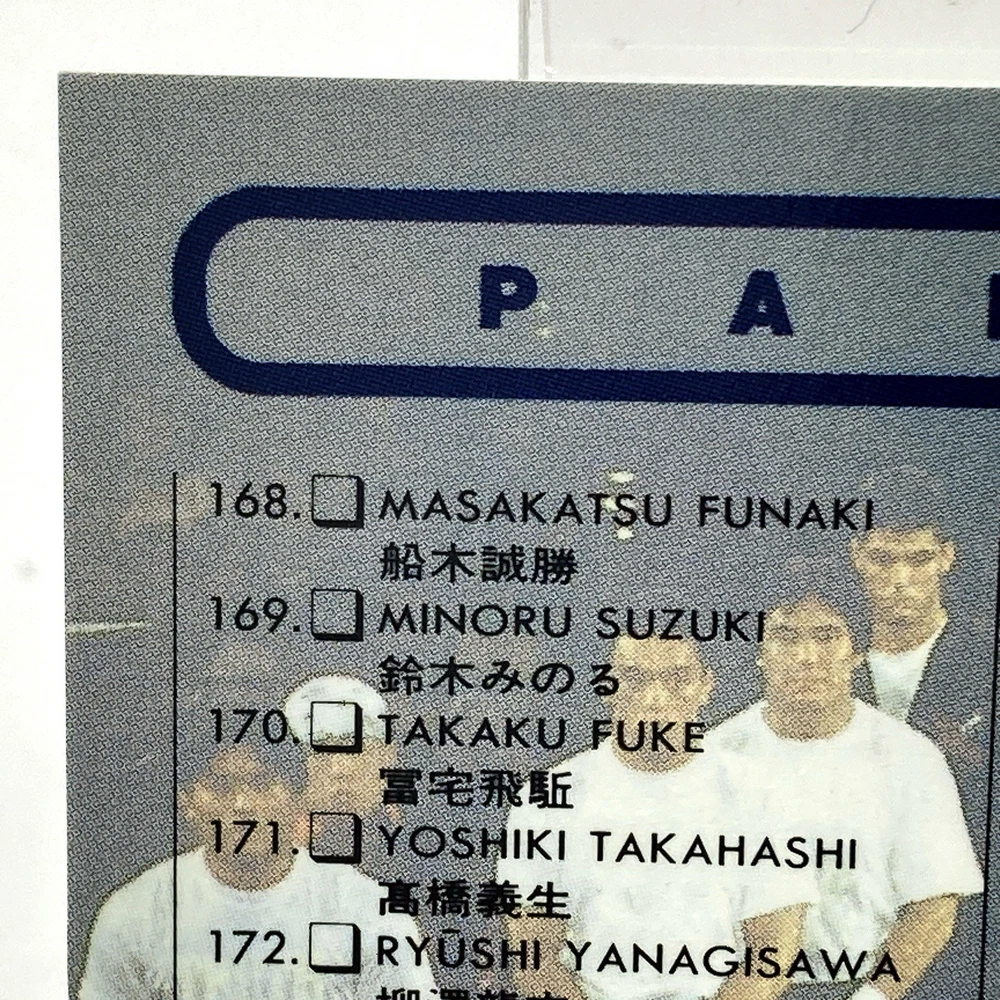 P A
168. MASAKATSU FUNAKI
船木誠勝
169. MINORU SUZUKI
鈴木みのる
170. TAKAKU FUKE
冨宅飛駈
171. YOSHIKI TAKAHASHI
髙橋義生
172. RYŪSHI YANAGISAWA